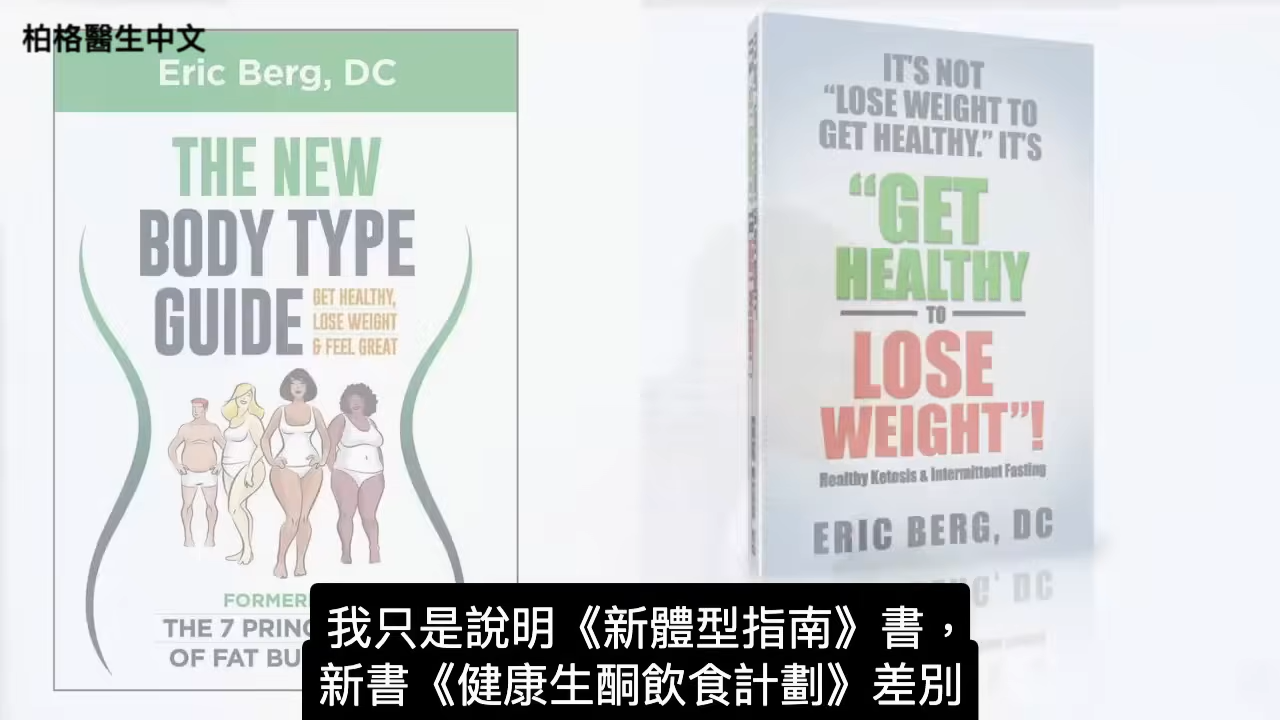 柏格醫生中文
Eric Berg, DC
THE NEW
BODY TYPE
GUIDE
GET HEALTHY,
LOSE WEIGHT
& FEEL GREAT
THE 7
OF FAT
IT'S NOT
“LOSE WEIGHT TO
GET HEALTHY.” IT'S
“GET
HEALTHY
TO
LOSE
WEIGHT”!
Healthy Ketosis & Intermittent Fasting
ERIC BERG, DC
我只是說明《新體型指南》書，
新書《健康生酮飲食計劃》差別